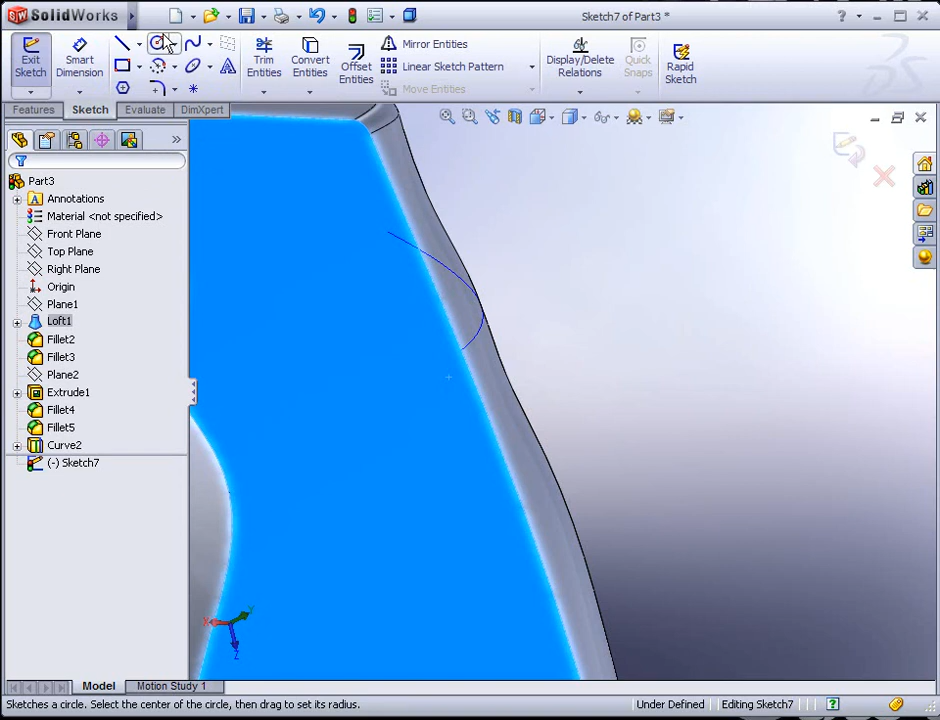 SW SolidWorks
Sketch7 of Part3 *
Exit Sketch
Smart Dimension
Trim Entities
Convert Entities
Offset Entities
Mirror Entities
Linear Sketch Pattern
Move Entities
Display/Delete Relations
Quick Snaps
Rapid Sketch
Features
Sketch
Evaluate
DimXpert
Part3
Annotations
Material <not specified>
Front Plane
Top Plane
Right Plane
Origin
Plane1
Loft1
Fillet2
Fillet3
Plane2
Extrude1
Fillet4
Fillet5
Curve2
(-) Sketch7
X
Y
Z
Model
Motion Study 1
Sketches a circle. Select the center of the circle, then drag to set its radius.
Under Defined
Editing Sketch7